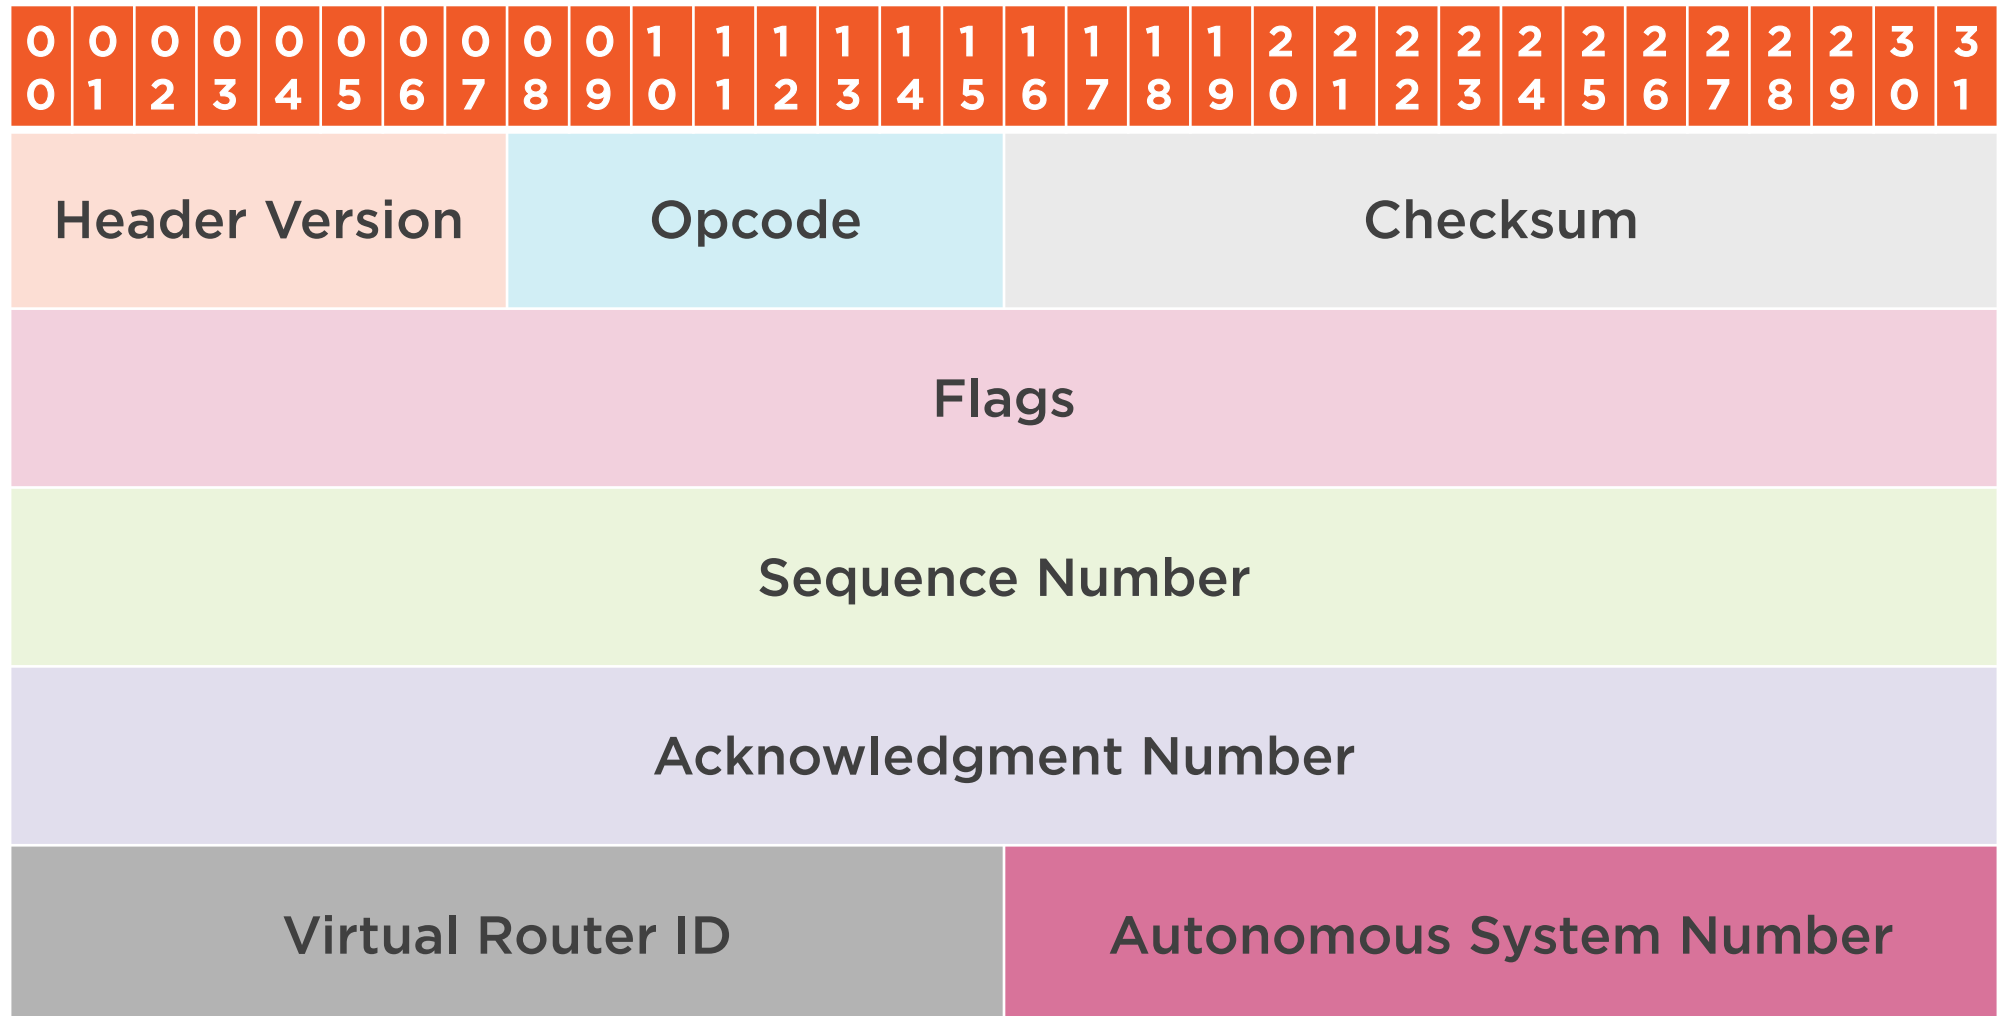 0 0 0 0 0 0 0 0 0 0 1 1 1 1 1 1 1 1 1 1 2 2 2 2 2 2 2 2 2 2 3 3
0 1 2 3 4 5 6 7 8 9 0 1 2 3 4 5 6 7 8 9 0 1 2 3 4 5 6 7 8 9 0 1
Header Version Opcode Checksum
Flags
Sequence Number
Acknowledgment Number
Virtual Router ID Autonomous System Number